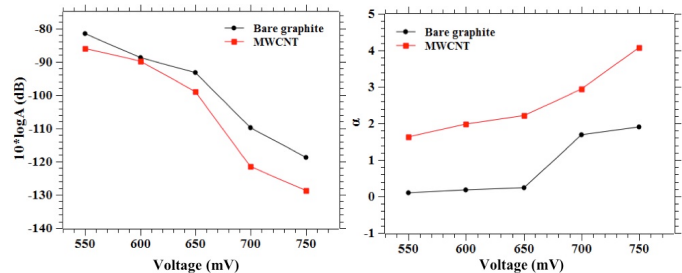 -80
-90
-100
-110
-120
-130
-140
10*logA (dB)
Bare graphite
MWCNT
550 600 650 700 750
Voltage (mV)
5
4
3
2
1
0
-1
α
Bare graphite
MWCNT
550 600 650 700 750
Voltage (mV)